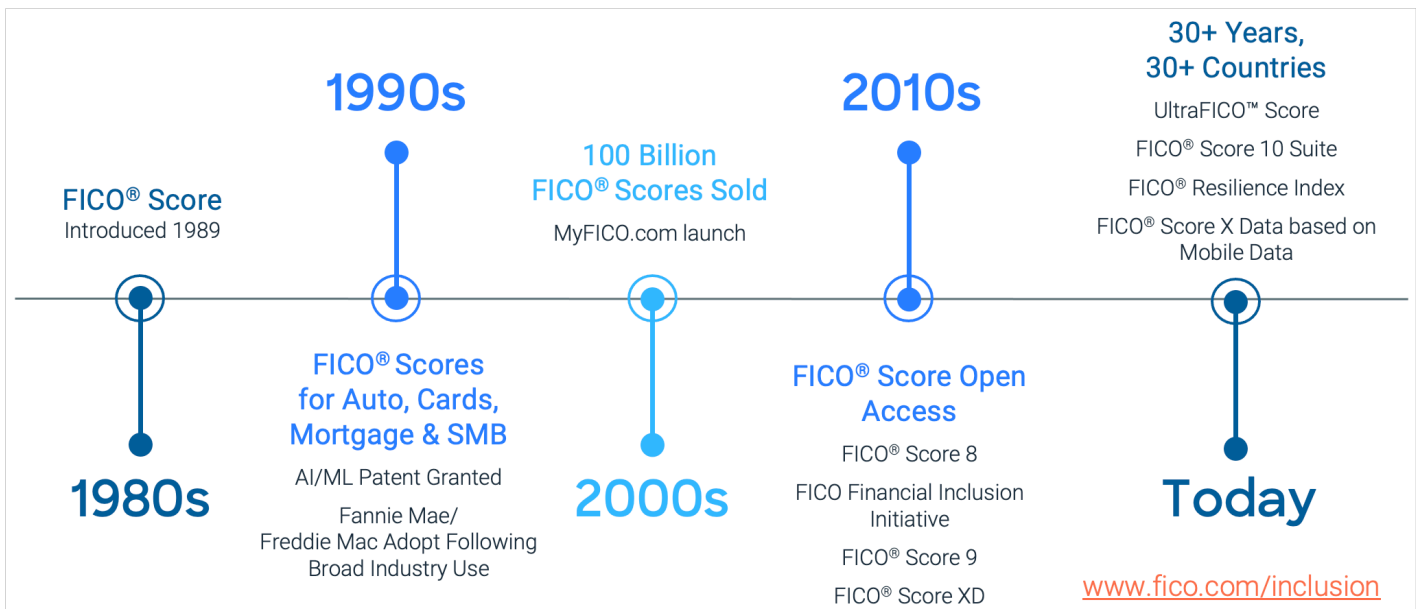 FICO® Score
Introduced 1989
1980s
1990s
FICO® Scores
for Auto, Cards,
Mortgage & SMB
AI/ML Patent Granted
Fannie Mae/
Freddie Mac Adopt Following
Broad Industry Use
100 Billion
FICO® Scores Sold
MyFICO.com launch
2000s
2010s
FICO® Score Open
Access
FICO® Score 8
FICO Financial Inclusion
Initiative
FICO® Score 9
FICO® Score XD
30+ Years,
30+ Countries
UltraFICO™ Score
FICO® Score 10 Suite
FICO® Resilience Index
FICO® Score X Data based on
Mobile Data
Today
www.fico.com/inclusion